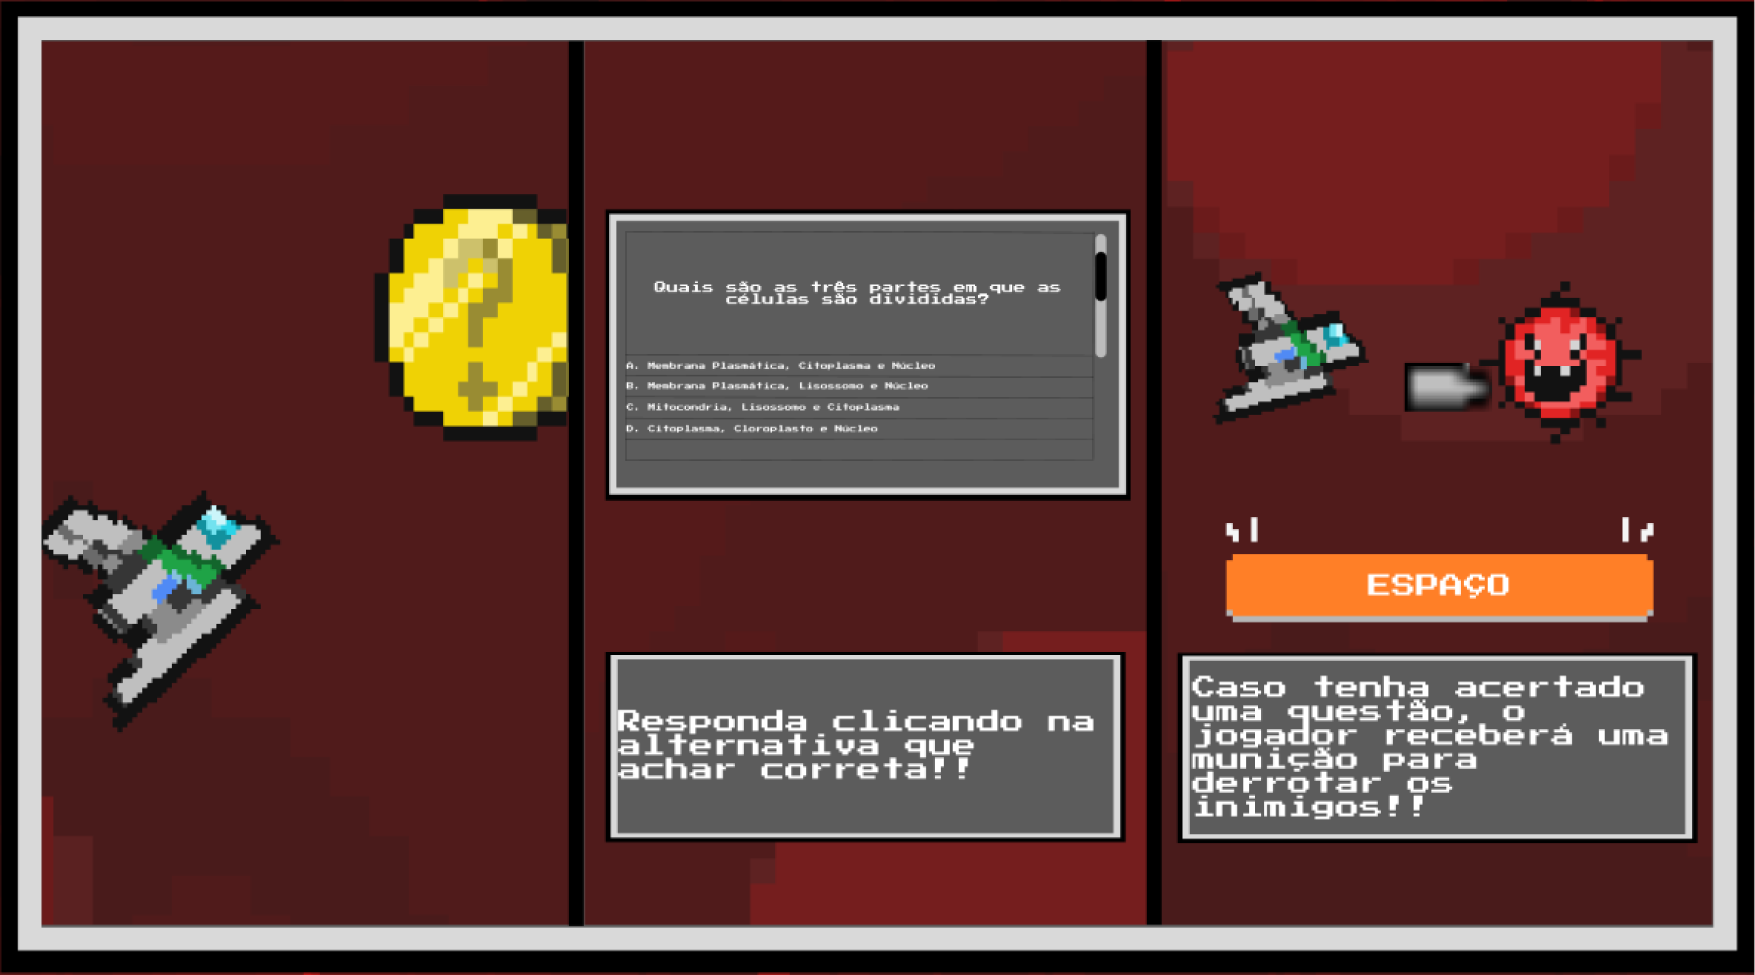 ?
Quais são as três partes em que as
células são divididas?
A. Membrana Plasmática, Citoplasma e Núcleo
B. Membrana Plasmática, Lisossomo e Núcleo
C. Mitocondria, Lisossomo e Citoplasma
D. Citoplasma, Cloroplasto e Núcleo
Responda clicando na
alternativa que
achar correta!!
ESPAÇO
Caso tenha acertado
uma questão, o
jogador receberá uma
munição para
derrotar os
inimigos!!